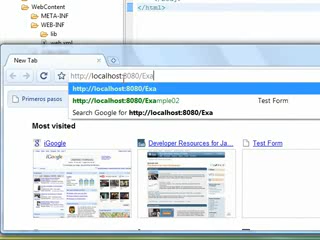 WebContent
META-INF
WEB-INF
lib
web.xml
</html>
New Tab
http://localhost:8080/Exa
Primeros pasos
http://localhost:8080/Exa
http://localhost:8080/Example02 Test Form
Search Google for http://localhost:8080/Exa
Most visited
iGoogle
Developer Resources for Ja...
Test Form